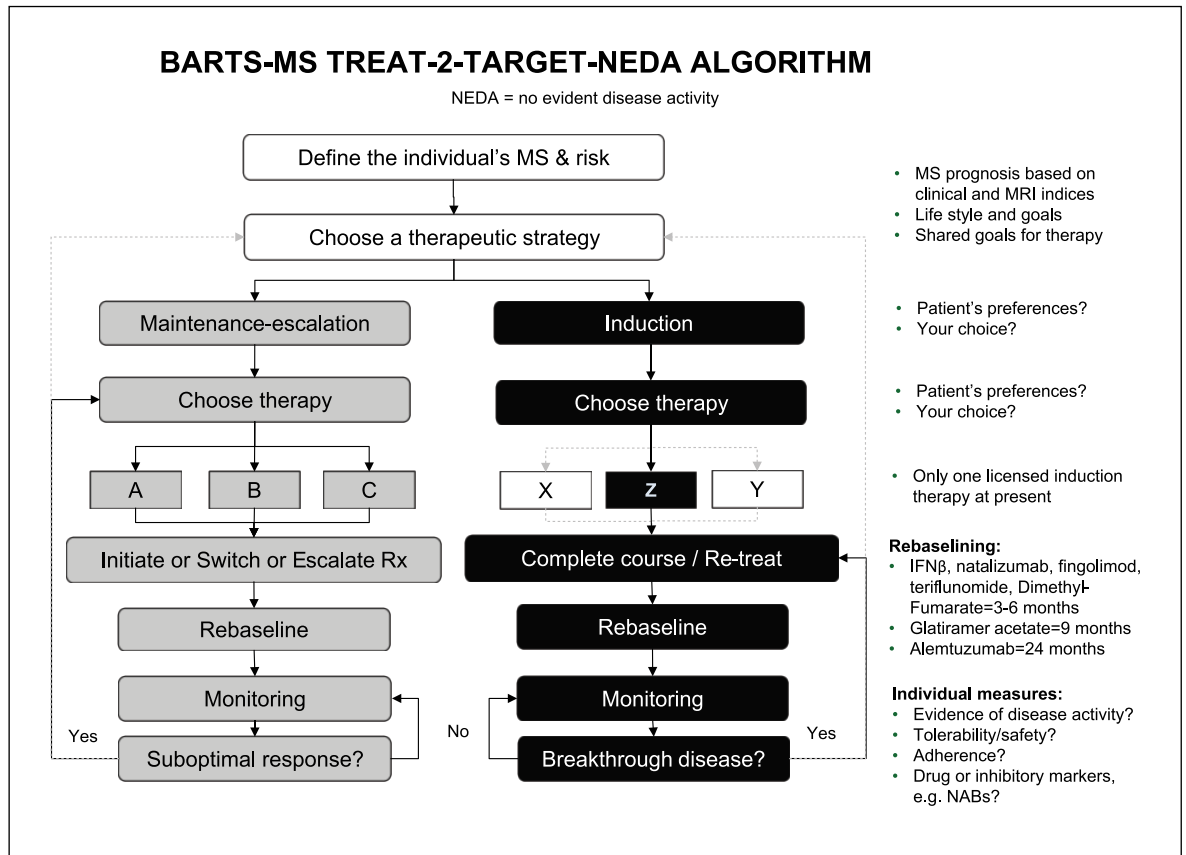 BARTS-MS TREAT-2-TARGET-NEDA ALGORITHM
NEDA = no evident disease activity
Define the individual's MS & risk
• MS prognosis based on
clinical and MRI indices
• Life style and goals
• Shared goals for therapy
Choose a therapeutic strategy
Maintenance-escalation
Induction
• Patient's preferences?
• Your choice?
Choose therapy
Choose therapy
• Patient's preferences?
• Your choice?
A
B
C
X
Z
Y
• Only one licensed induction
therapy at present
Initiate or Switch or Escalate Rx
Complete course / Re-treat
Rebaselining:
• IFNβ, natalizumab, fingolimod,
teriflunomide, Dimethyl-
Fumarate=3-6 months
• Glatiramer acetate=9 months
• Alemtuzumab=24 months
Rebaseline
Rebaseline
Monitoring
Monitoring
Individual measures:
• Evidence of disease activity?
• Tolerability/safety?
• Adherence?
• Drug or inhibitory markers,
e.g. NABs?
Yes
No
Yes
Suboptimal response?
Breakthrough disease?